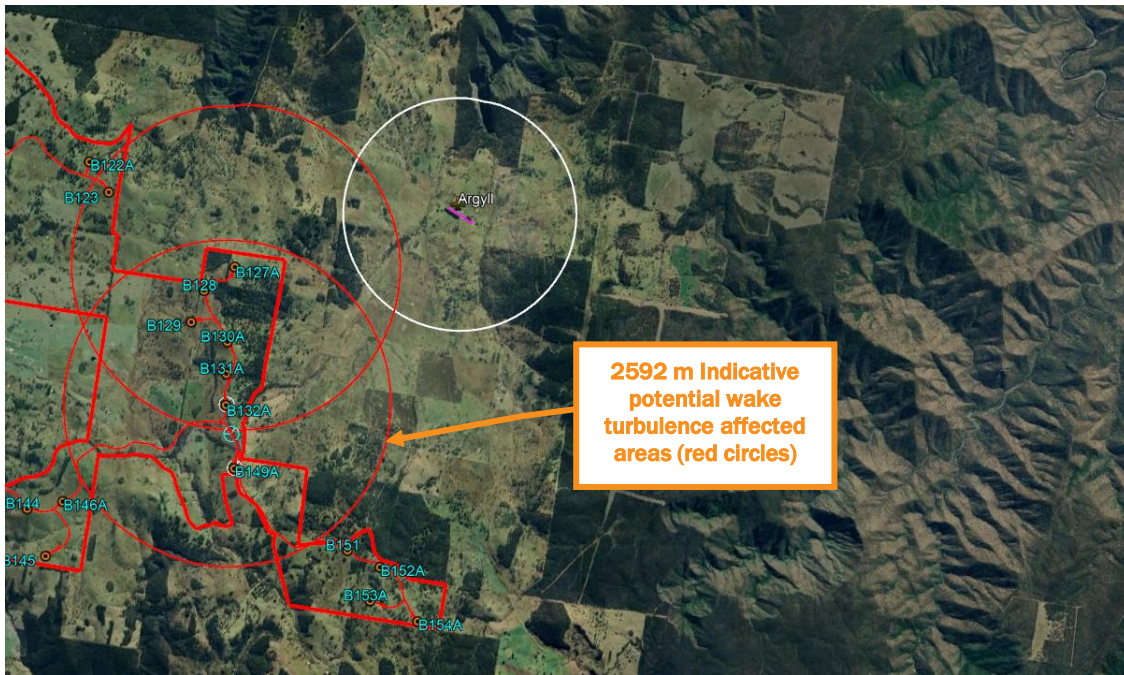 B122A
B123
Argyll
B127A
B128
B129
B130A
B131A
B132A
2592 m Indicative
potential wake
turbulence affected
areas (red circles)
B149A
B144
B146A
B145
B151
B152A
B153A
B154A